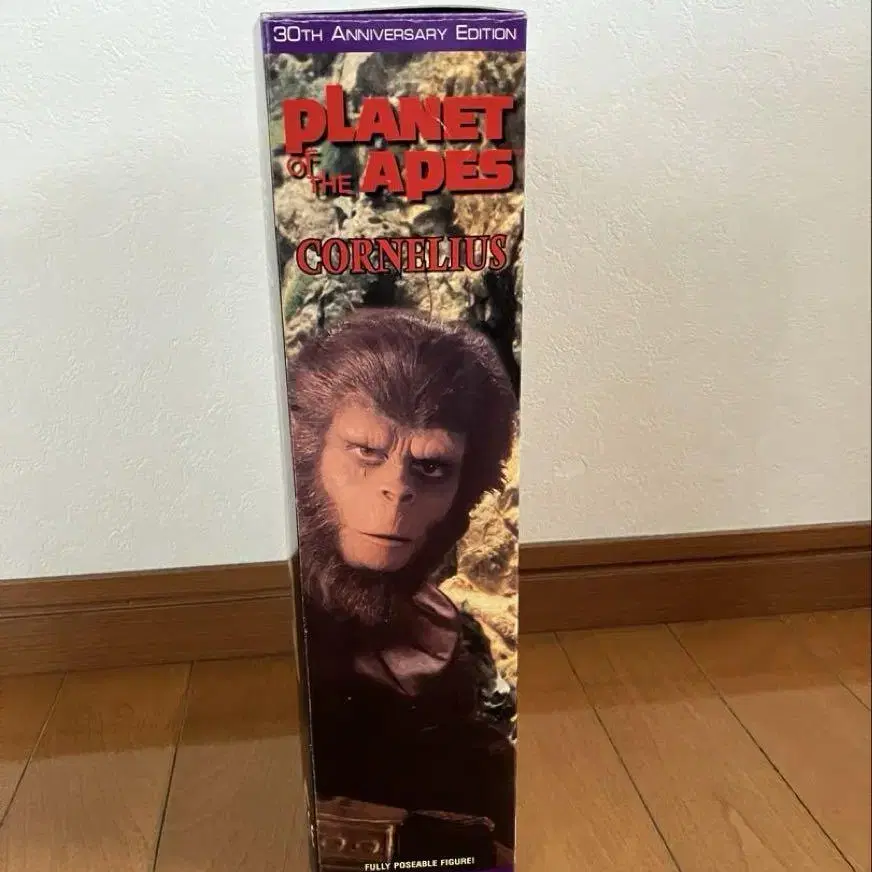 30TH ANNIVERSARY EDITION
PLANET
OF THE APES
CORNELIUS
FULLY POSEABLE FIGURE!